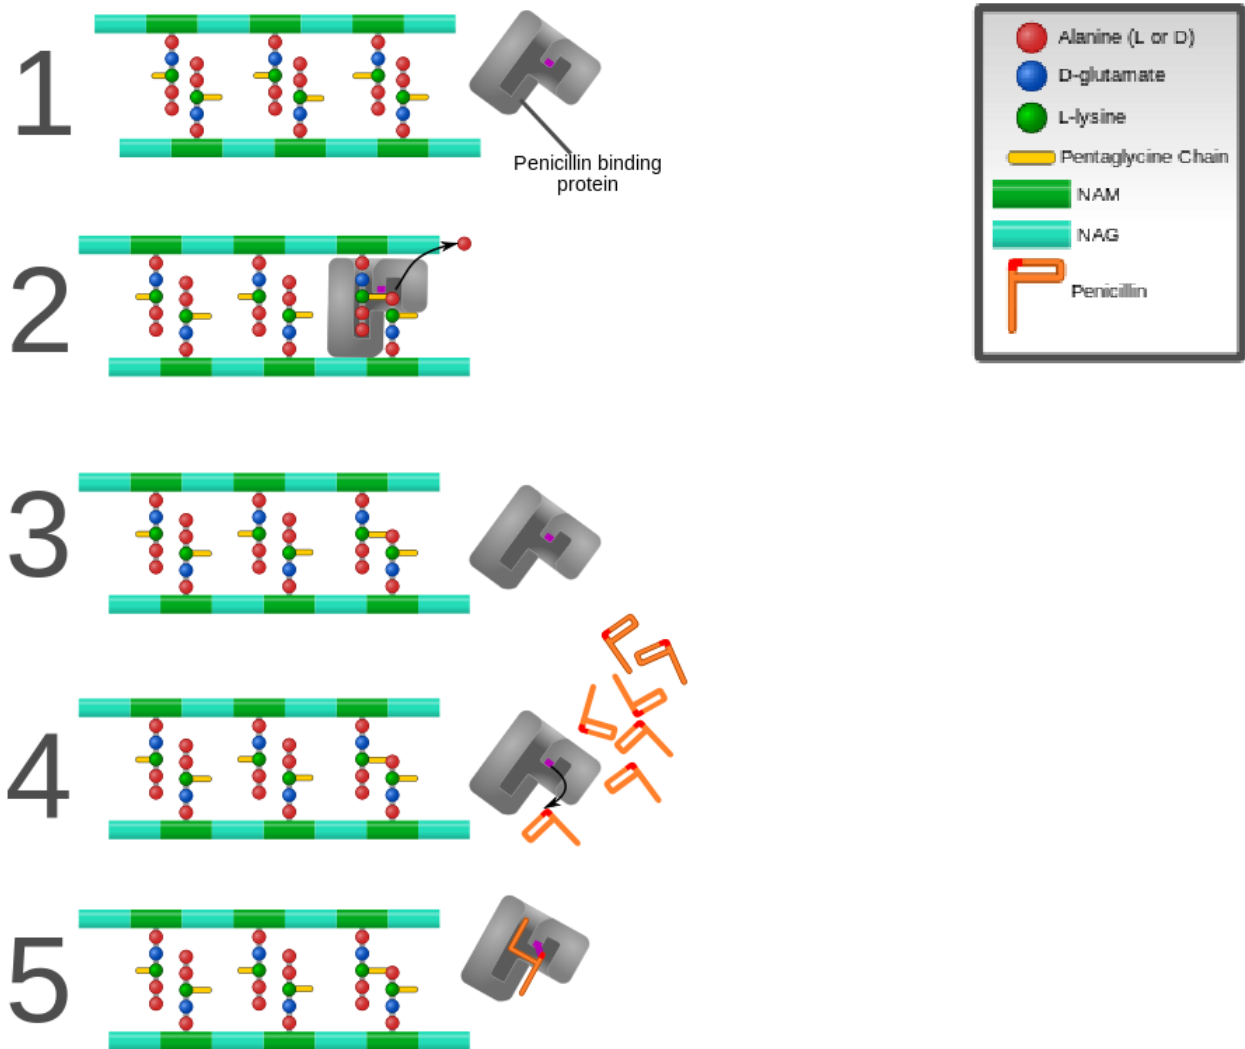 1
Penicillin binding
protein
2
3
4
5
Alanine (L or D)
D-glutamate
L-lysine
Pentaglycine Chain
NAM
NAG
Penicillin